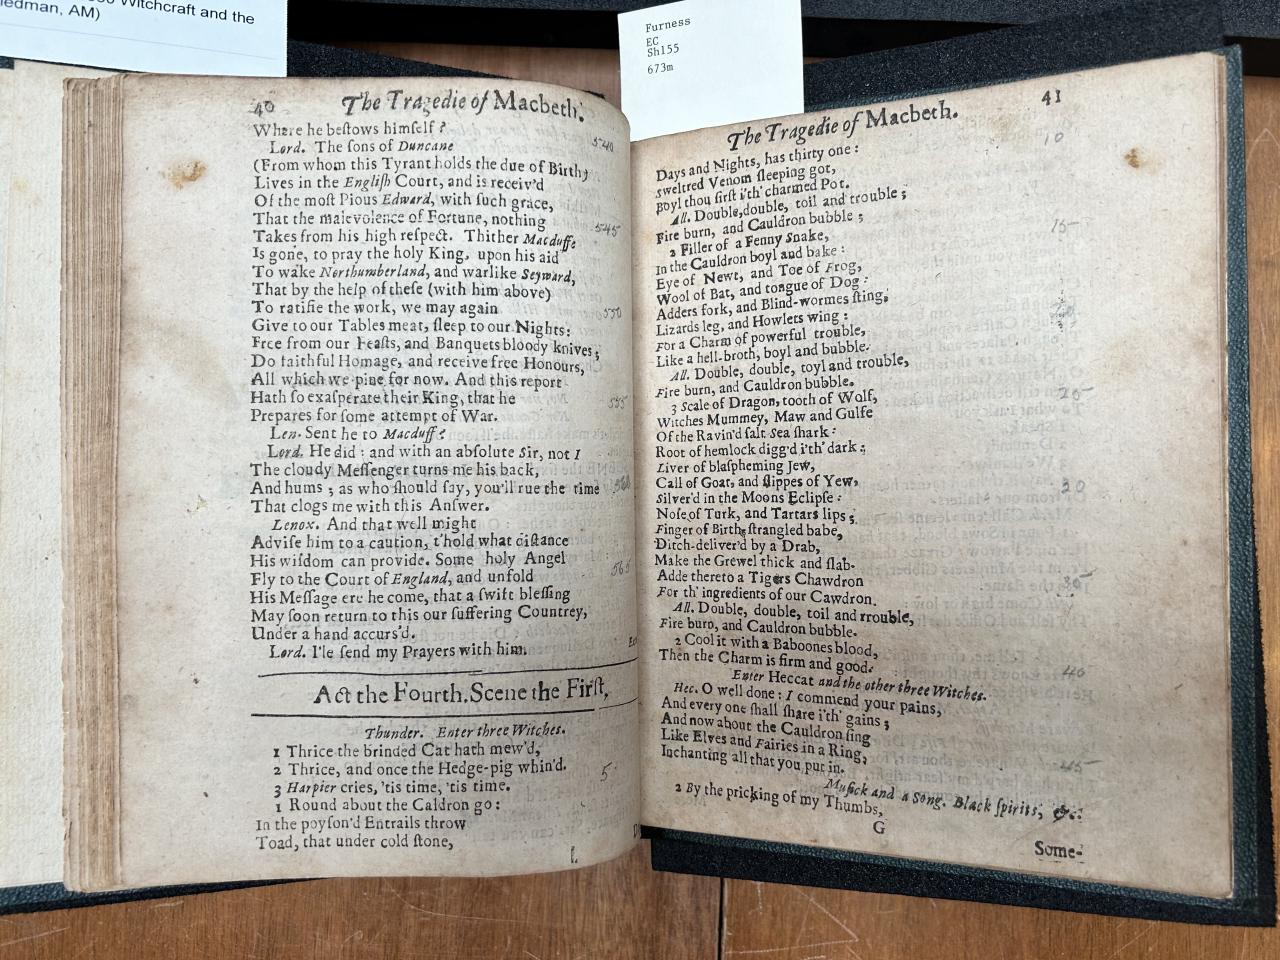 Witchcraft and the
iedman, AM)
Furness
EC
Sh155
673m
40
The Tragedie of Macbeth.
Where he beſtows himſelf?
Lord. The ſons of Duncane
540
(From whom this Tyrant holds the due of Birth)
Lives in the Engliſh Court, and is receiv'd
Of the moſt Pious Edward, with ſuch grace,
That the malevolence of Fortune, nothing
545
Takes from his high reſpect. Thither Macduffe
Is gone, to pray the holy King, upon his aid
To wake Northumberland, and warlike Seyward,
That by the help of theſe (with him above)
To ratifie the work, we may again
550
Give to our Tables meat, ſleep to our Nights:
Free from our Feaſts, and Banquets bloody knives;
Do faithful Homage, and receive free Honours,
All which we pine for now. And this report
Hath ſo exaſperate their King, that he
555
Prepares for ſome attempt of War.
Len. Sent he to Macduff?
Lord. He did: and with an abſolute Sir, not I
The cloudy Meſſenger turns me his back,
And hums; as who ſhould ſay, you'll rue the time
560
That clogs me with this Anſwer.
Lenox. And that well might
Adviſe him to a caution, t'hold what diſtance
His wiſdom can provide. Some holy Angel
Fly to the Court of England, and unfold
565
His Meſſage ere he come, that a ſwift bleſſing
May ſoon return to this our ſuffering Countrey,
Under a hand accurs'd.
Lord. I'le ſend my Prayers with him.
Act the Fourth, Scene the Firſt,
Thunder. Enter three Witches.
1 Thrice the brinded Cat hath mew'd,
2 Thrice, and once the Hedge-pig whin'd.
3 Harpier cries, 'tis time, 'tis time.
5
1 Round about the Caldron go:
In the poyſon'd Entrails throw
Toad, that under cold ſtone,
41
The Tragedie of Macbeth.
Days and Nights, has thirty one:
10
ſweltred Venom ſleeping got,
Boyl thou firſt i'th' charmed Pot.
All. Double, double, toil and trouble;
Fire burn, and Cauldron bubble;
15
2 Filler of a Fenny Snake,
In the Cauldron boyl and bake:
Eye of Newt, and Toe of Frog,
Wool of Bat, and tongue of Dog:
Adders fork, and Blind-wormes ſting,
Lizards leg, and Howlets wing:
For a Charm of powerful trouble,
Like a hell-broth, boyl and bubble.
All. Double, double, toyl and trouble,
Fire burn, and Cauldron bubble.
3 Scale of Dragon, tooth of Wolf,
Witches Mummey, Maw and Gulfe
Of the Ravin'd ſalt Sea ſhark:
Root of hemlock digg'd i'th' dark;
Liver of blaſpheming Jew,
Call of Goat, and ſlippes of Yew,
30
Silver'd in the Moons Eclipſe:
Noſe of Turk, and Tartars lips;
Finger of Birth ſtrangled babe,
Ditch-deliver'd by a Drab,
Make the Grewel thick and ſlab.
Adde thereto a Tigers Chawdron
For th' ingredients of our Cawdron.
All. Double, double, toil and rrouble,
Fire burn, and Cauldron bubble.
2 Cool it with a Baboones blood,
Then the Charm is firm and good.
40
Enter Heccat and the other three Witches.
Hec. O well done: I commend your pains,
And every one ſhall ſhare i'th' gains;
And now about the Cauldron ſing
Like Elves and Fairies in a Ring,
45
Inchanting all that you put in.
Muſick and a Song. Black ſpirits, &c.
2 By the pricking of my Thumbs,
G
Some-